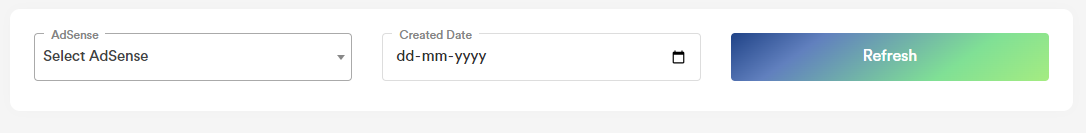 AdSense
Select AdSense
Created Date
dd-mm-yyyy
Refresh